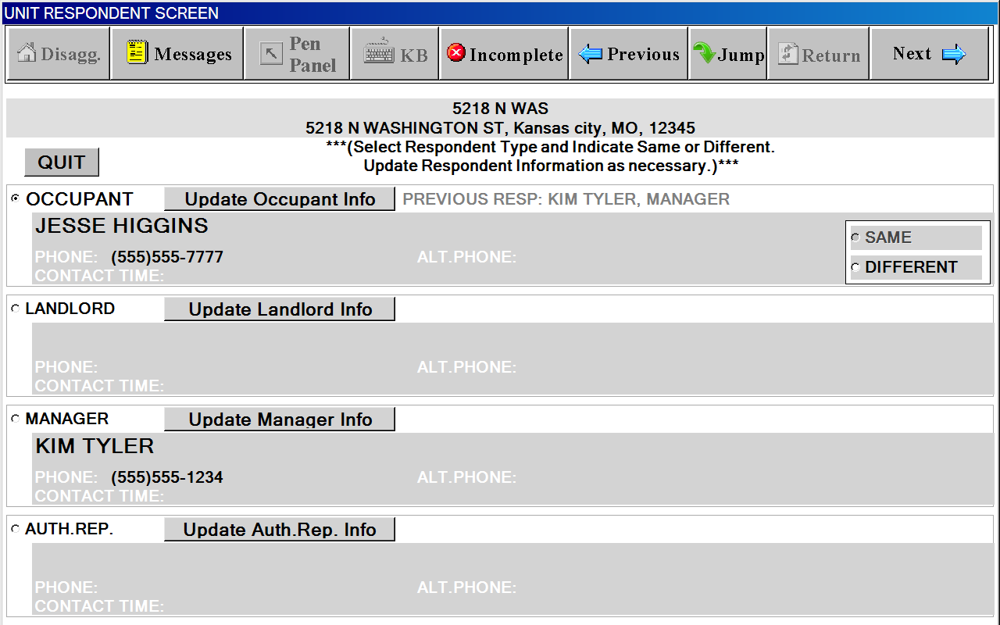 UNIT RESPONDENT SCREEN
Disagg. Messages Pen Panel KB Incomplete Previous Jump Return Next
5218 N WAS
5218 N WASHINGTON ST, Kansas city, MO, 12345
***(Select Respondent Type and Indicate Same or Different.
Update Respondent Information as necessary.)***
QUIT
OCCUPANT Update Occupant Info PREVIOUS RESP: KIM TYLER, MANAGER
JESSE HIGGINS
SAME
PHONE: (555)555-7777 ALT.PHONE:
DIFFERENT
CONTACT TIME:
LANDLORD Update Landlord Info
PHONE: ALT.PHONE:
CONTACT TIME:
MANAGER Update Manager Info
KIM TYLER
PHONE: (555)555-1234 ALT.PHONE:
CONTACT TIME:
AUTH.REP. Update Auth.Rep. Info
PHONE: ALT.PHONE:
CONTACT TIME: